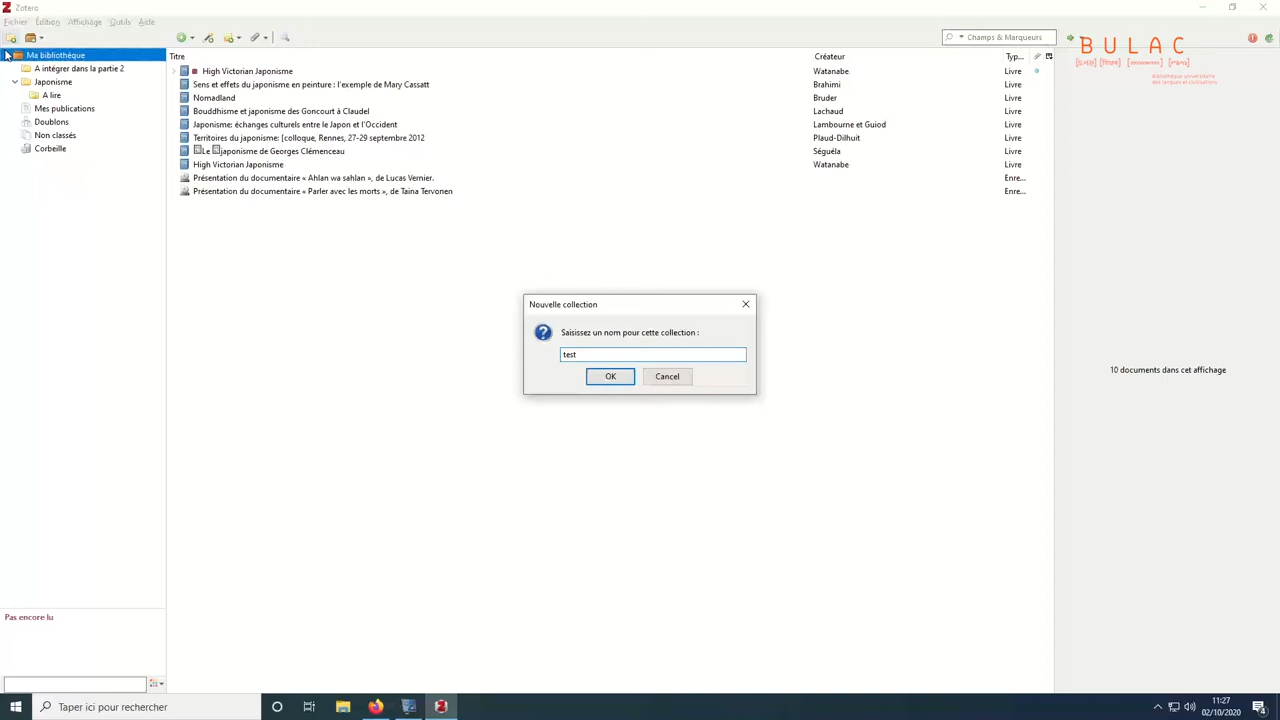 Zotero
Fichier Édition Affichage Outils Aide
Champs & Marqueurs
BULAC
Bibliothèque universitaire
des langues et civilisations
Ma bibliothèque
A intégrer dans la partie 2
Japonisme
A lire
Mes publications
Doublons
Non classés
Corbeille
Titre Créateur Typ...
High Victorian Japonisme Watanabe Livre
Sens et effets du japonisme en peinture : l'exemple de Mary Cassatt Brahimi Livre
Nomadland Bruder Livre
Bouddhisme et japonisme des Goncourt à Claudel Lachaud Livre
Japonisme: échanges culturels entre le Japon et l'Occident Lambourne et Guiod Livre
Territoires du japonisme: [colloque, Rennes, 27-29 septembre 2012 Plaud-Dilhuit Livre
Le japonisme de Georges Clémenceau Séguéla Livre
High Victorian Japonisme Watanabe Livre
Présentation du documentaire « Ahlan wa sahlan », de Lucas Vernier. Enre...
Présentation du documentaire « Parler avec les morts », de Taina Tervonen Enre...
Nouvelle collection
Saisissez un nom pour cette collection :
test
OK Cancel
10 documents dans cet affichage
Pas encore lu
Taper ici pour rechercher
11:27
02/10/2020
4